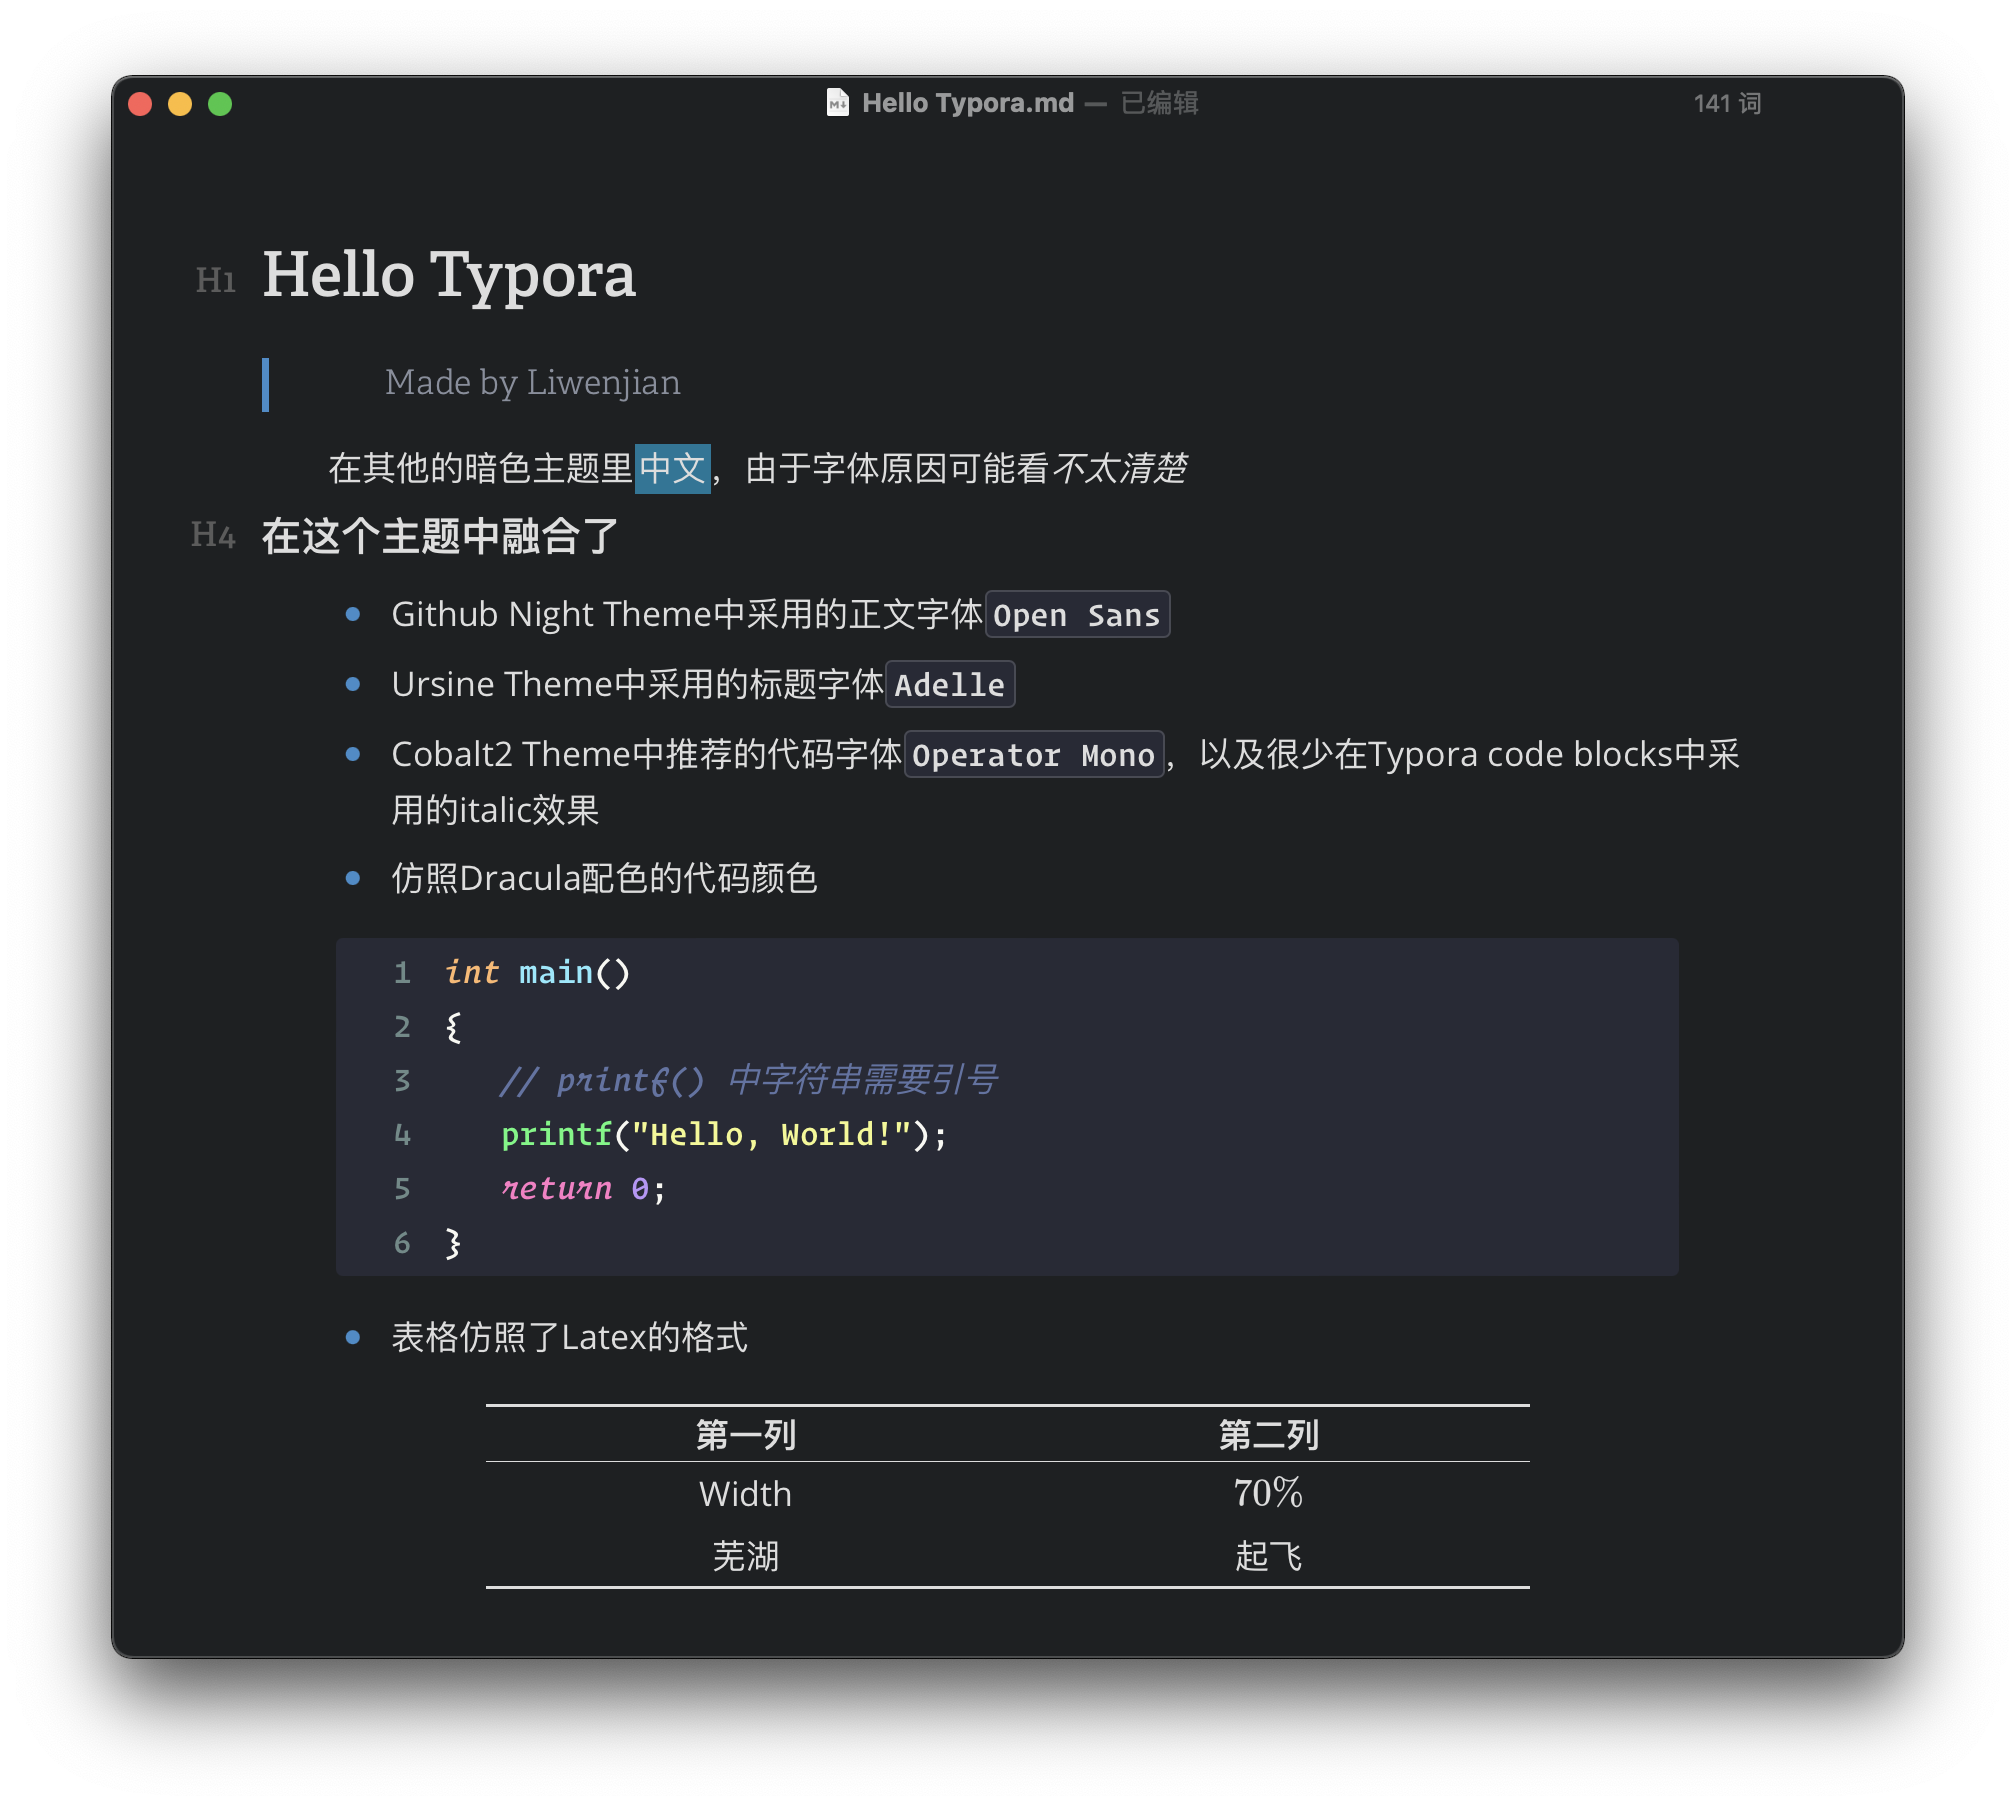 Hello Typora.md — 已编辑
141 词
H1 Hello Typora
Made by Liwenjian
在其他的暗色主题里中文，由于字体原因可能看不太清楚
H4 在这个主题中融合了
Github Night Theme中采用的正文字体Open Sans
Ursine Theme中采用的标题字体Adelle
Cobalt2 Theme中推荐的代码字体Operator Mono，以及很少在Typora code blocks中采
用的italic效果
仿照Dracula配色的代码颜色
1 int main()
2 {
3 // printf() 中字符串需要引号
4 printf("Hello, World!");
5 return 0;
6 }
表格仿照了Latex的格式
第一列 第二列
Width 70%
芜湖 起飞